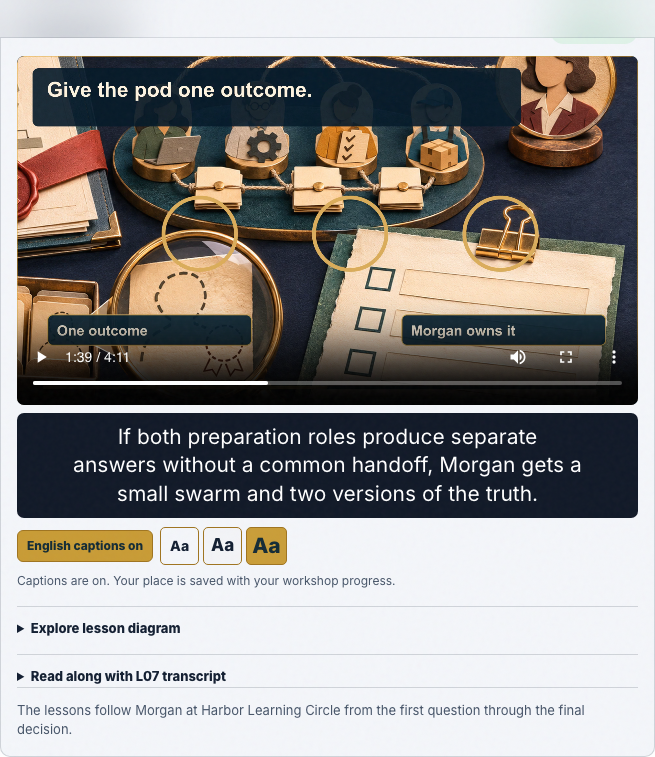 Give the pod one outcome.
One outcome
Morgan owns it
1:39 / 4:11
If both preparation roles produce separate
answers without a common handoff, Morgan gets a
small swarm and two versions of the truth.
English captions on
Aa
Aa
Aa
Captions are on. Your place is saved with your workshop progress.
Explore lesson diagram
Read along with L07 transcript
The lessons follow Morgan at Harbor Learning Circle from the first question through the final
decision.